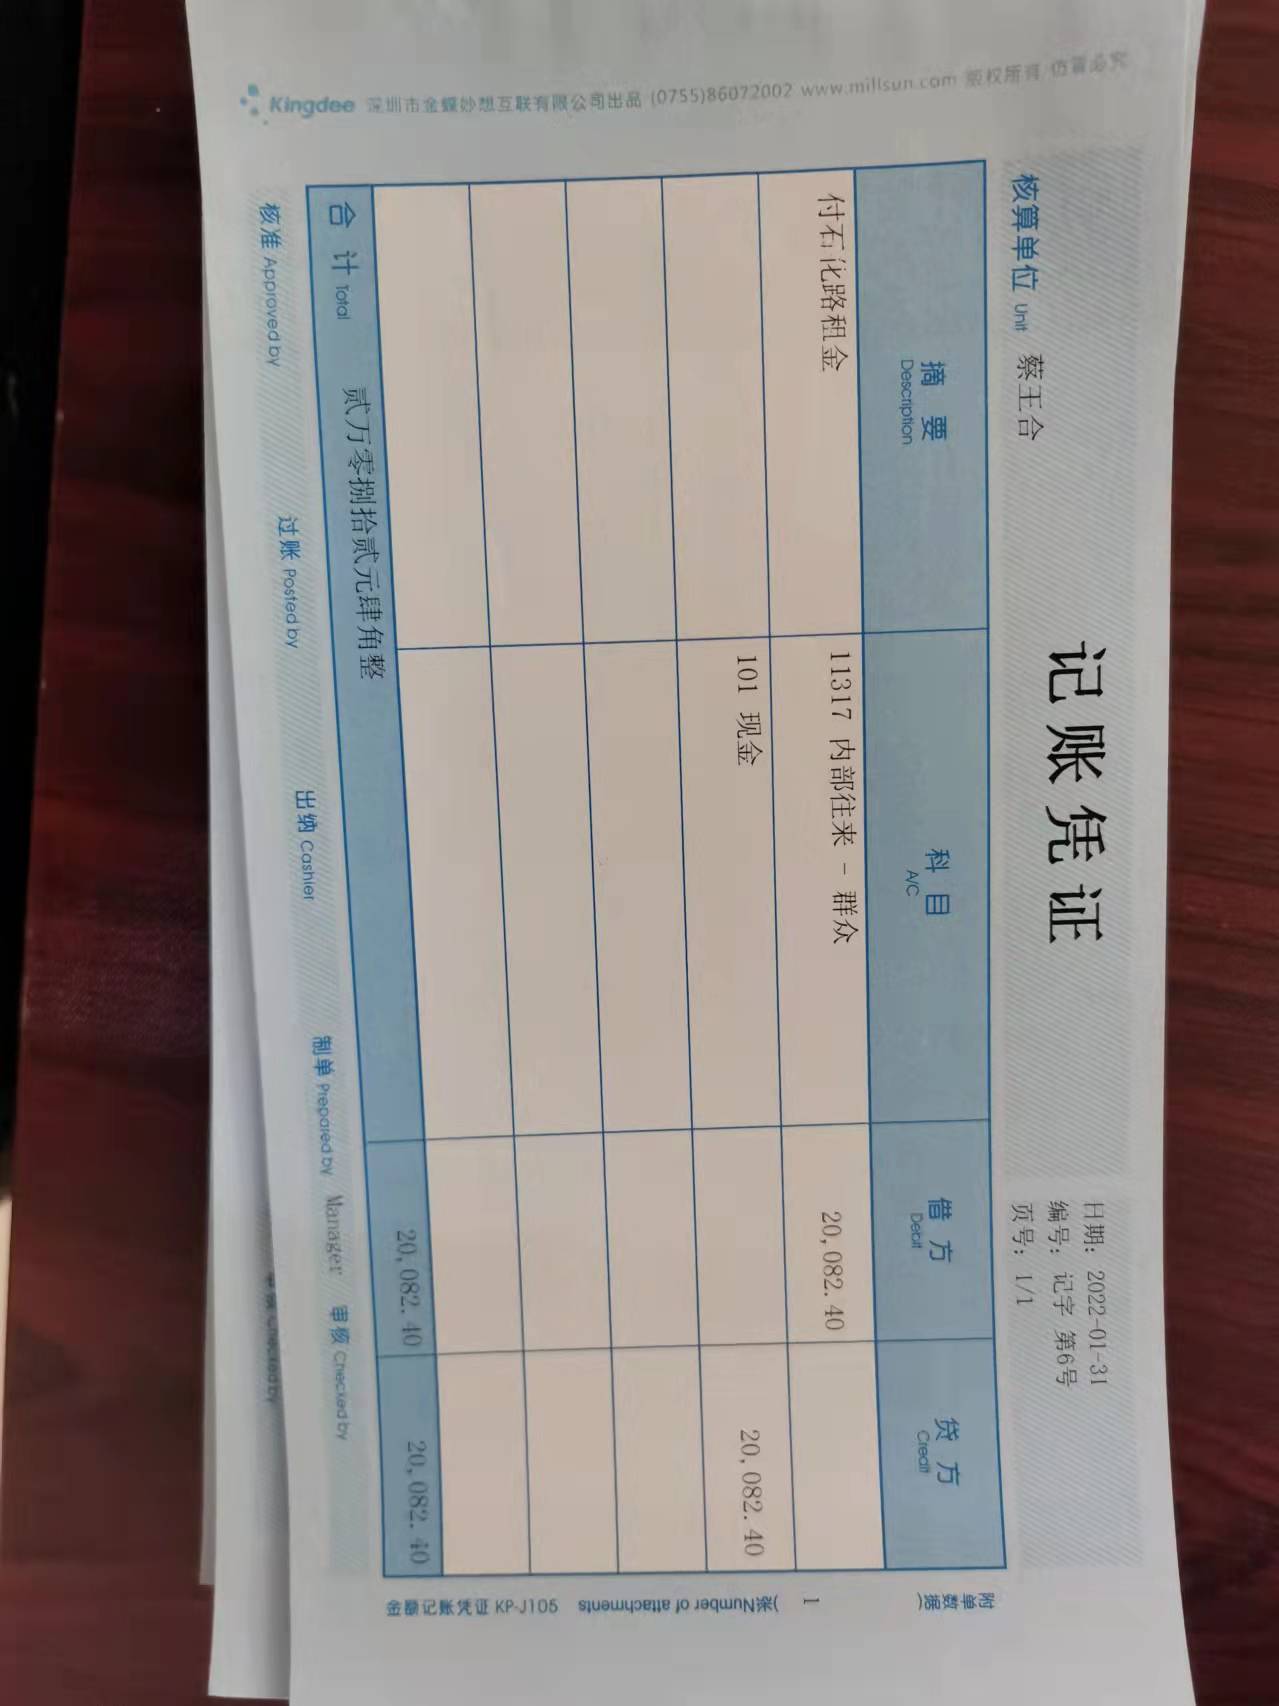 记账凭证
日期：2022-01-31
编号：记字 第6号
核算单位 Unit 蔡王合
页号：1/1
摘要 Description 科目 A/C 借方 Debit 贷方 Credit
付石化路租金 11317 内部往来 - 群众 20,082.40
101 现金 20,082.40
合计 Total 贰万零捌拾贰元肆角整 20,082.40 20,082.40
核准 Approved by 过账 Posted by 出纳 Cashier 制单 Prepared by Manager 审核 Checked by
附单数据( 1 张)Number of attachments
金蝶记账凭证 KP-J105
Kingdee 深圳市金蝶妙想互联有限公司出品 (0755)86072002 www.millsun.com 版权所有 仿冒必究
Checked by